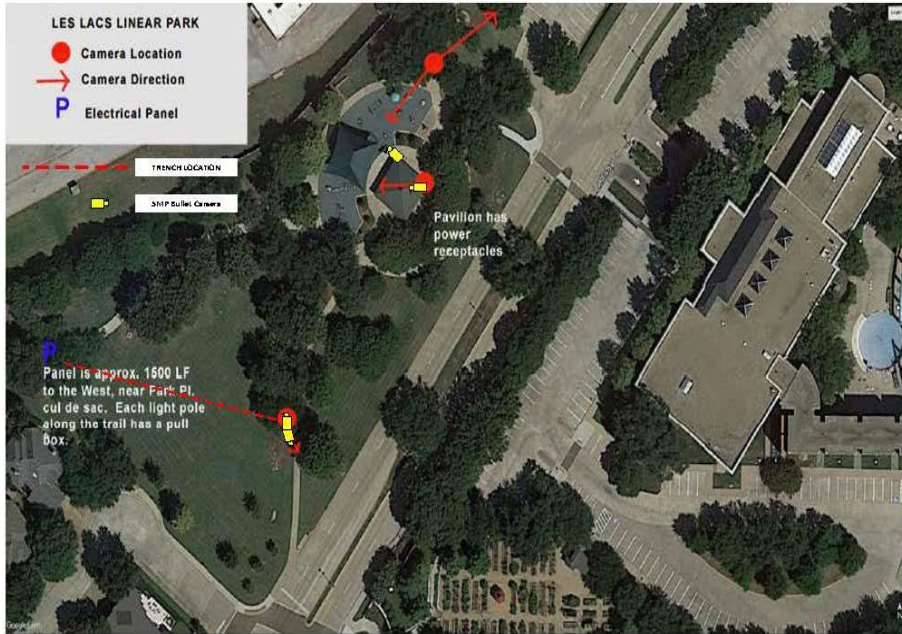 LES LACS LINEAR PARK
Camera Location
Camera Direction
P Electrical Panel
TRENCH LOCATION
5MP Bullet Camera
Pavilion has
power
receptacles
P
Panel is approx. 1500 LF
to the West, near Park Pl.
cul de sac. Each light pole
along the trail has a pull
box.